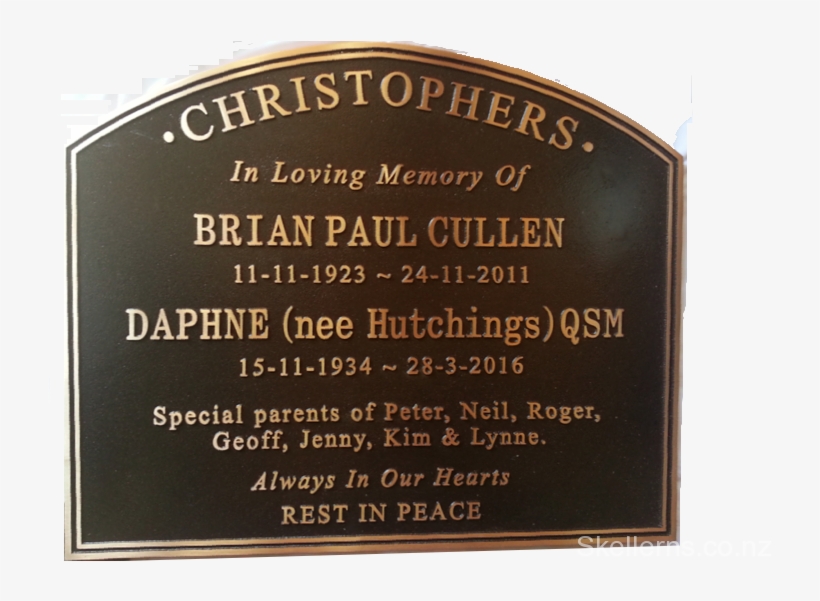 •CHRISTOPHERS•
In Loving Memory Of
BRIAN PAUL CULLEN
11-11-1923 ~ 24-11-2011
DAPHNE (nee Hutchings) QSM
15-11-1934 ~ 28-3-2016
Special parents of Peter, Neil, Roger,
Geoff, Jenny, Kim & Lynne.
Always In Our Hearts
REST IN PEACE
Skellerns.co.nz